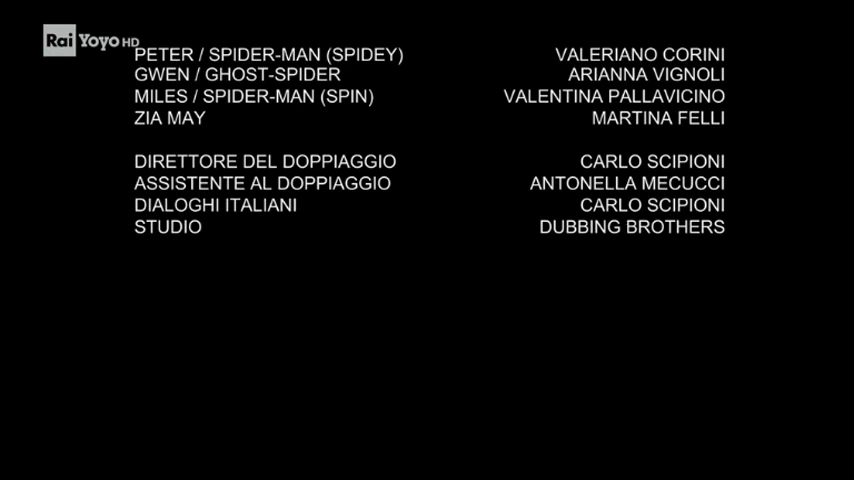 Rai Yoyo HD
PETER / SPIDER-MAN (SPIDEY) VALERIANO CORINI
GWEN / GHOST-SPIDER ARIANNA VIGNOLI
MILES / SPIDER-MAN (SPIN) VALENTINA PALLAVICINO
ZIA MAY MARTINA FELLI
DIRETTORE DEL DOPPIAGGIO CARLO SCIPIONI
ASSISTENTE AL DOPPIAGGIO ANTONELLA MECUCCI
DIALOGHI ITALIANI CARLO SCIPIONI
STUDIO DUBBING BROTHERS